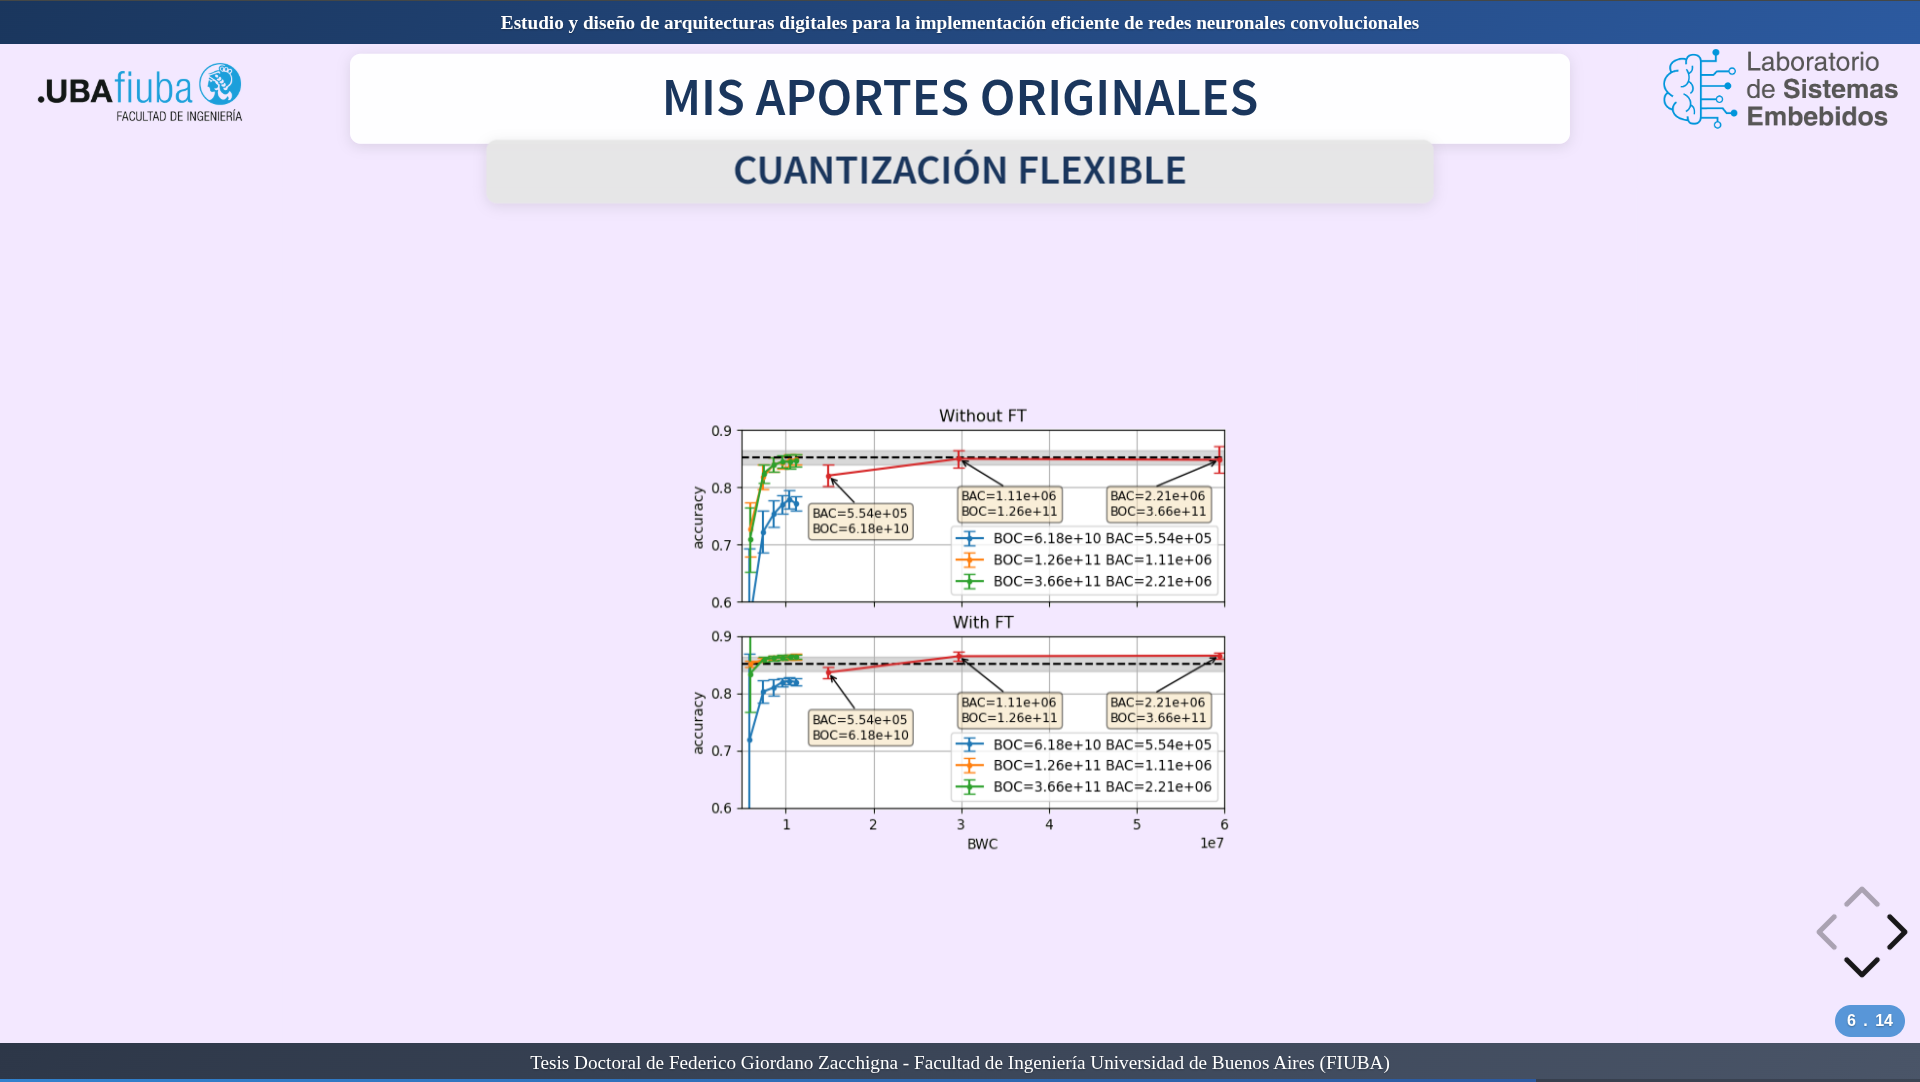 Estudio y diseño de arquitecturas digitales para la implementación eficiente de redes neuronales convolucionales
.UBAfiuba
FACULTAD DE INGENIERÍA
MIS APORTES ORIGINALES
Laboratorio
de Sistemas
Embebidos
CUANTIZACIÓN FLEXIBLE
Without FT
0.9
0.8
0.7
0.6
accuracy
BAC=5.54e+05
BOC=6.18e+10
BAC=1.11e+06
BOC=1.26e+11
BAC=2.21e+06
BOC=3.66e+11
BOC=6.18e+10 BAC=5.54e+05
BOC=1.26e+11 BAC=1.11e+06
BOC=3.66e+11 BAC=2.21e+06
With FT
0.9
0.8
0.7
0.6
accuracy
BAC=5.54e+05
BOC=6.18e+10
BAC=1.11e+06
BOC=1.26e+11
BAC=2.21e+06
BOC=3.66e+11
BOC=6.18e+10 BAC=5.54e+05
BOC=1.26e+11 BAC=1.11e+06
BOC=3.66e+11 BAC=2.21e+06
1 2 3 4 5 6
BWC
1e7
6 . 14
Tesis Doctoral de Federico Giordano Zacchigna - Facultad de Ingeniería Universidad de Buenos Aires (FIUBA)